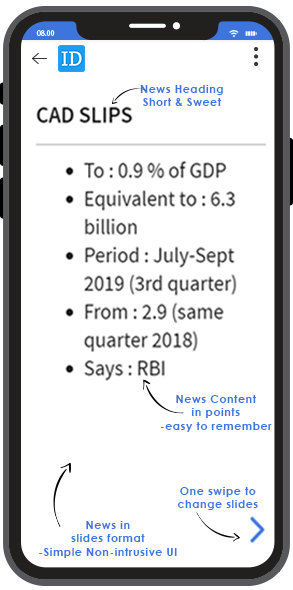 08.00
ID
News Heading
Short & Sweet
CAD SLIPS
• To : 0.9 % of GDP
• Equivalent to : 6.3
billion
• Period : July-Sept
2019 (3rd quarter)
• From : 2.9 (same
quarter 2018)
• Says : RBI
News Content
in points
-easy to remember
One swipe to
change slides
News in
slides format
-Simple Non-intrusive UI